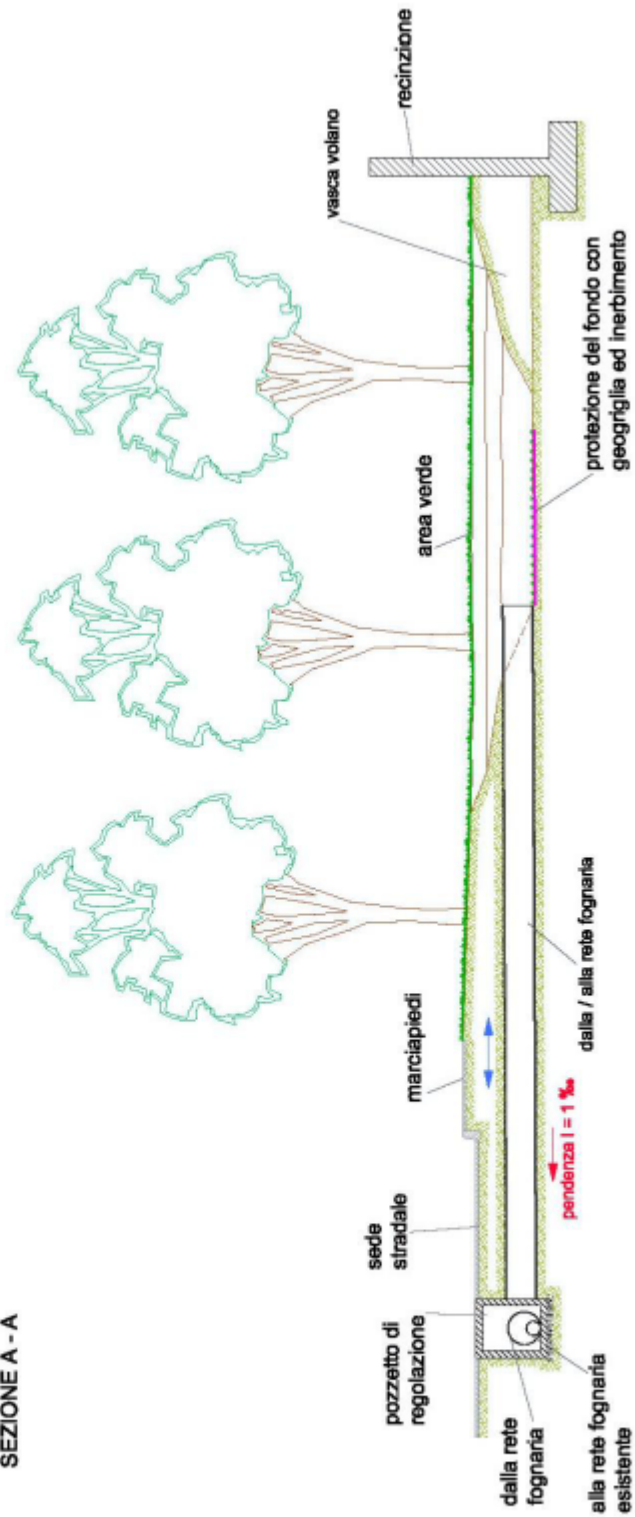 SEZIONE A - A
pozzetto di
regolazione
sede
stradale
marciapiedi
area verde
vasca volano
recinzione
dalla rete
fognaria
alla rete fognaria
esistente
pendenza I = 1 ‰
dalla / alla rete fognaria
protezione del fondo con
geogriglia ed inerbimento